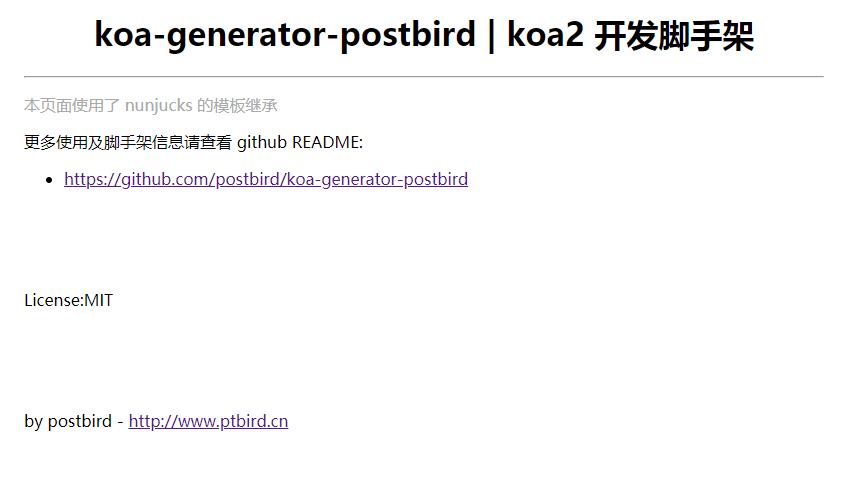 koa-generator-postbird | koa2 开发脚手架
本页面使用了 nunjucks 的模板继承
更多使用及脚手架信息请查看 github README:
https://github.com/postbird/koa-generator-postbird
License:MIT
by postbird - http://www.ptbird.cn